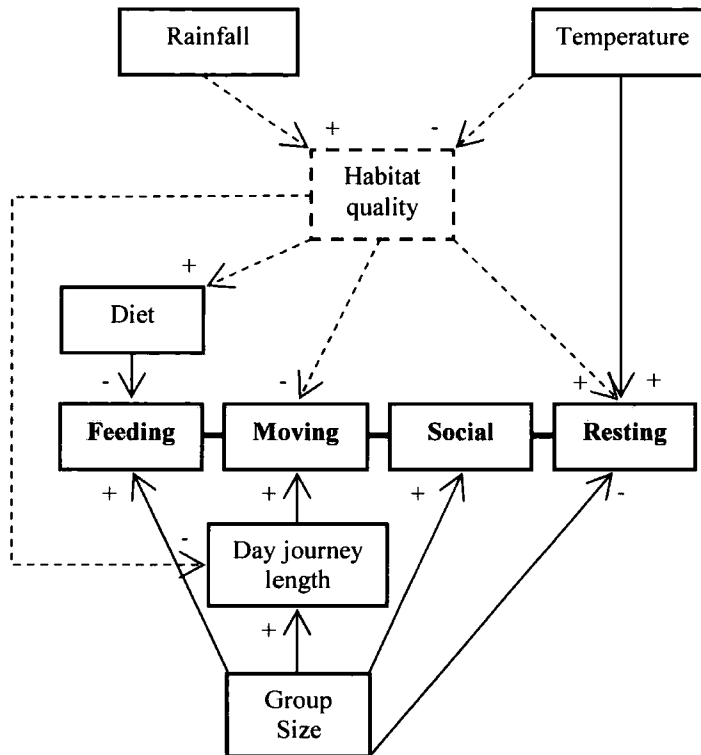 Rainfall
Temperature
+
-
Habitat
quality
+
Diet
-
-
+
+
Feeding
Moving
Social
Resting
+
+
+
-
-
Day journey
length
+
Group
Size